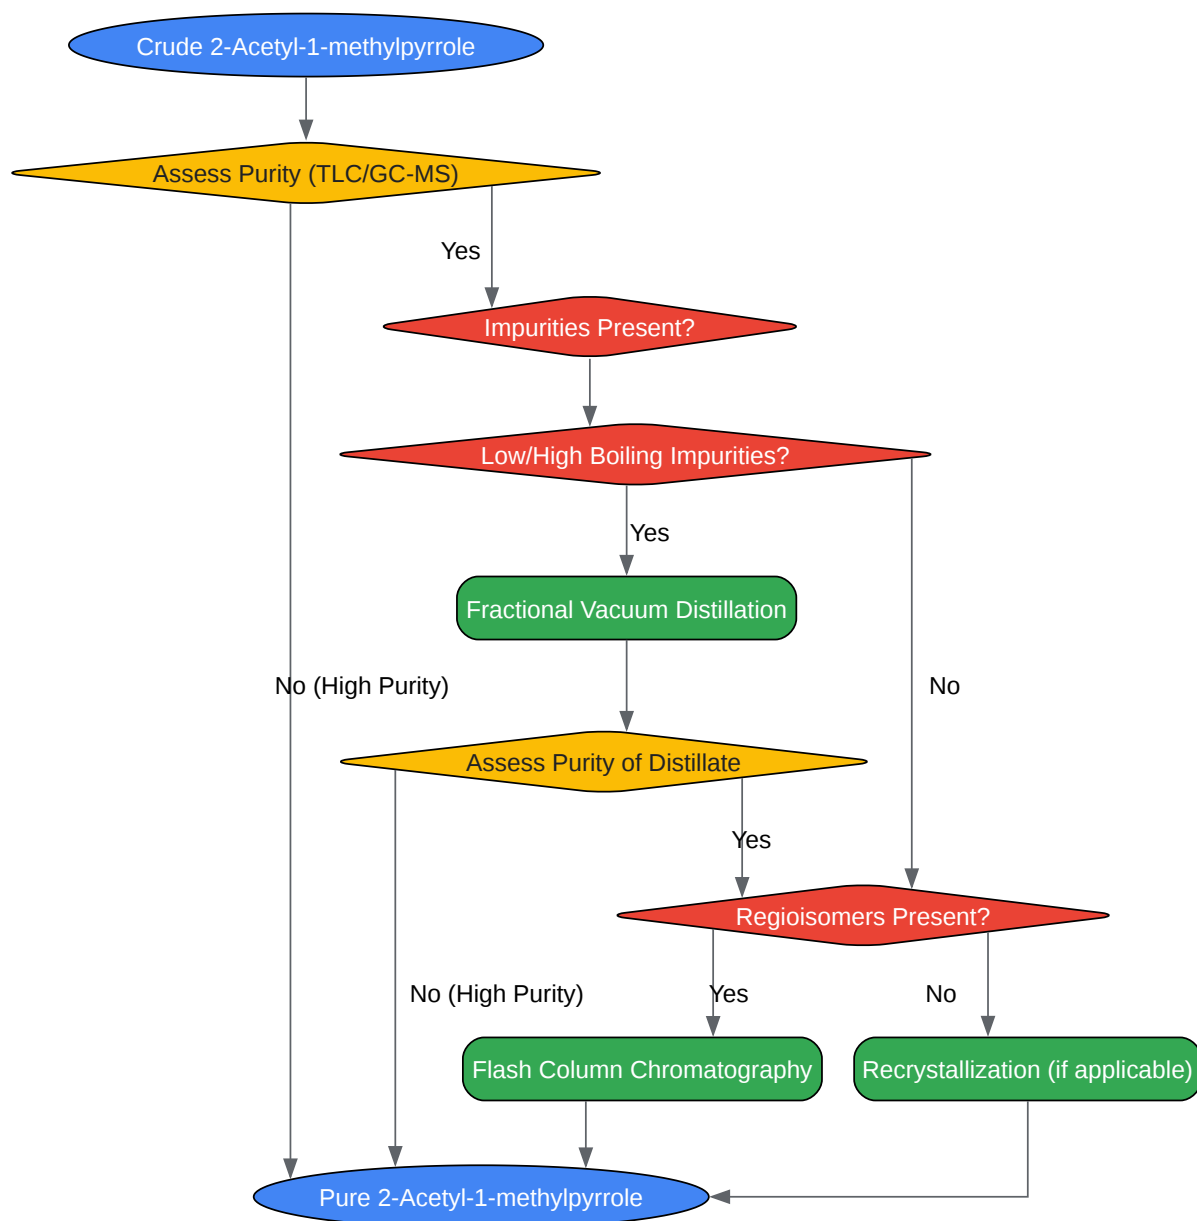 Crude 2-Acetyl-1-methylpyrrole
Assess Purity (TLC/GC-MS)
Yes
Impurities Present?
Low/High Boiling Impurities?
Yes
Fractional Vacuum Distillation
No (High Purity)
No
Assess Purity of Distillate
Yes
Regioisomers Present?
No (High Purity)
Yes
No
Flash Column Chromatography
Recrystallization (if applicable)
Pure 2-Acetyl-1-methylpyrrole